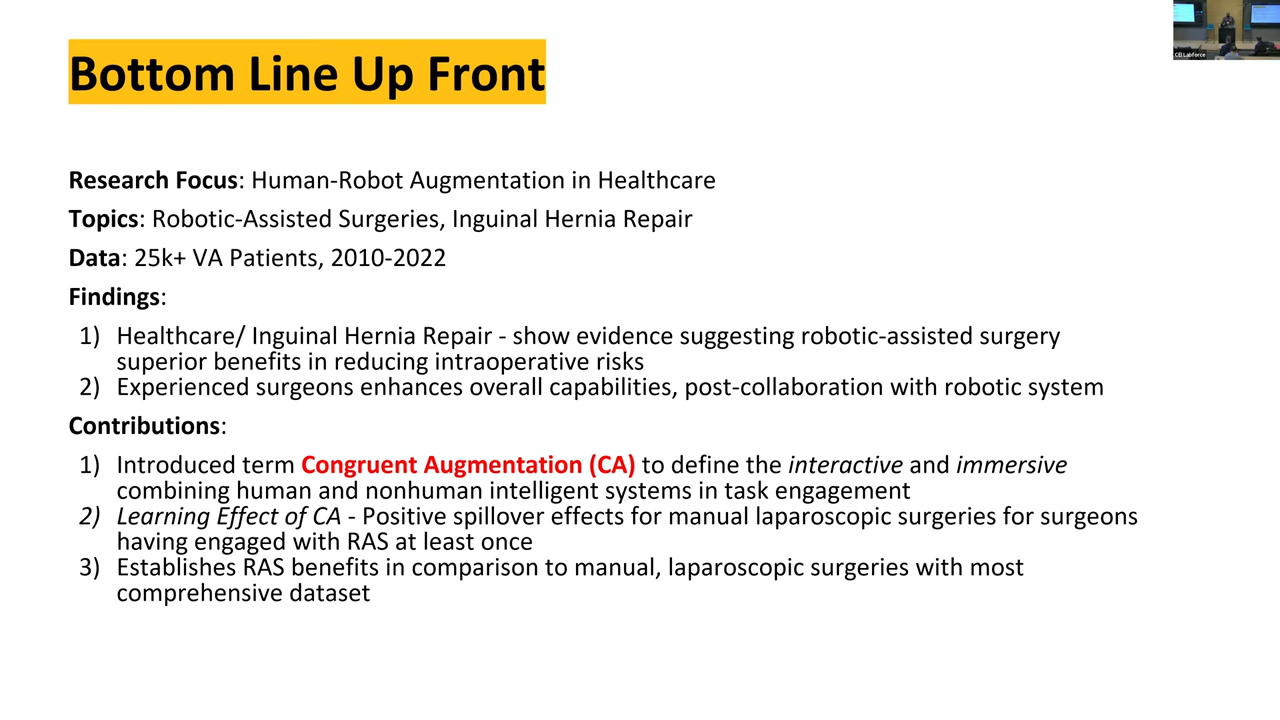 Bottom Line Up Front
CEI Labforce
Research Focus: Human-Robot Augmentation in Healthcare
Topics: Robotic-Assisted Surgeries, Inguinal Hernia Repair
Data: 25k+ VA Patients, 2010-2022
Findings:
1) Healthcare/ Inguinal Hernia Repair - show evidence suggesting robotic-assisted surgery
superior benefits in reducing intraoperative risks
2) Experienced surgeons enhances overall capabilities, post-collaboration with robotic system
Contributions:
1) Introduced term Congruent Augmentation (CA) to define the interactive and immersive
combining human and nonhuman intelligent systems in task engagement
2) Learning Effect of CA - Positive spillover effects for manual laparoscopic surgeries for surgeons
having engaged with RAS at least once
3) Establishes RAS benefits in comparison to manual, laparoscopic surgeries with most
comprehensive dataset